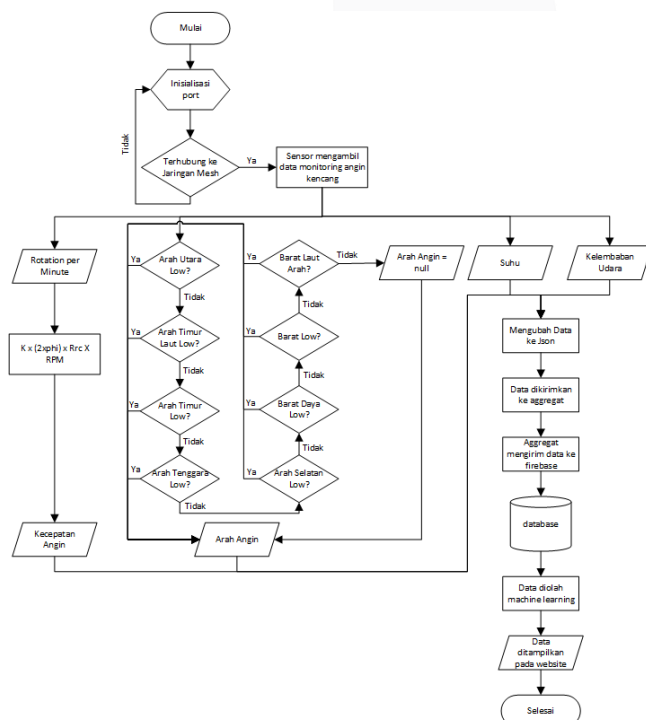 Mulai
Inisialisasi
port
Tidak
Terhubung ke
Jaringan Mesh
Ya
Sensor mengambil
data monitoring angin
kencang
Rotation per
Minute
K x (2xphi) x Rrc X
RPM
Kecepatan
Angin
Ya
Arah Utara
Low?
Tidak
Ya
Arah Timur
Laut Low?
Tidak
Ya
Arah Timur
Low?
Tidak
Ya
Arah Tenggara
Low?
Tidak
Ya
Arah Selatan
Low?
Tidak
Ya
Barat Daya
Low?
Tidak
Ya
Barat Low?
Tidak
Ya
Barat Laut
Arah?
Tidak
Arah Angin =
null
Arah Angin
Suhu
Kelembaban
Udara
Mengubah Data
ke Json
Data dikirimkan
ke aggregat
Aggregat
mengirim data ke
firebase
database
Data diolah
machine learning
Data
ditampilkan
pada website
Selesai